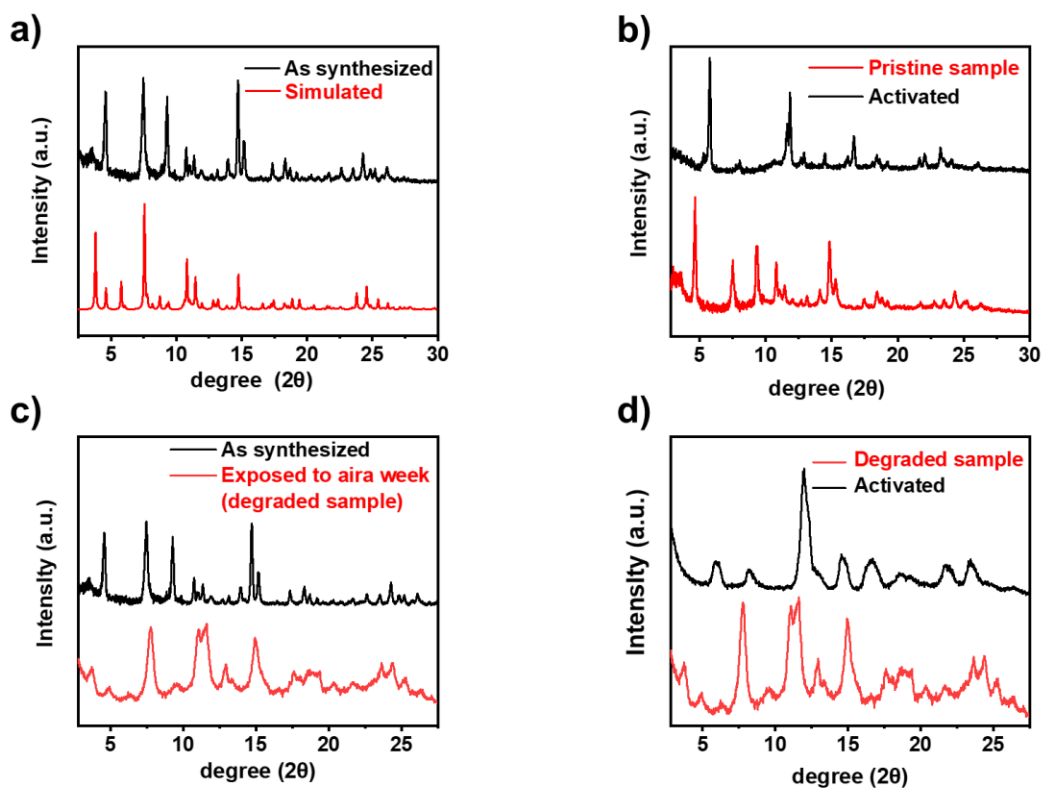 a)
As synthesized
Simulated
Intensity (a.u.)
5 10 15 20 25 30
degree (2θ)
b)
Pristine sample
Activated
Intensity (a.u.)
5 10 15 20 25 30
degree (2θ)
c)
As synthesized
Exposed to aira week
(degraded sample)
Intensity (a.u.)
5 10 15 20 25
degree (2θ)
d)
Degraded sample
Activated
Intensity (a.u.)
5 10 15 20 25
degree (2θ)